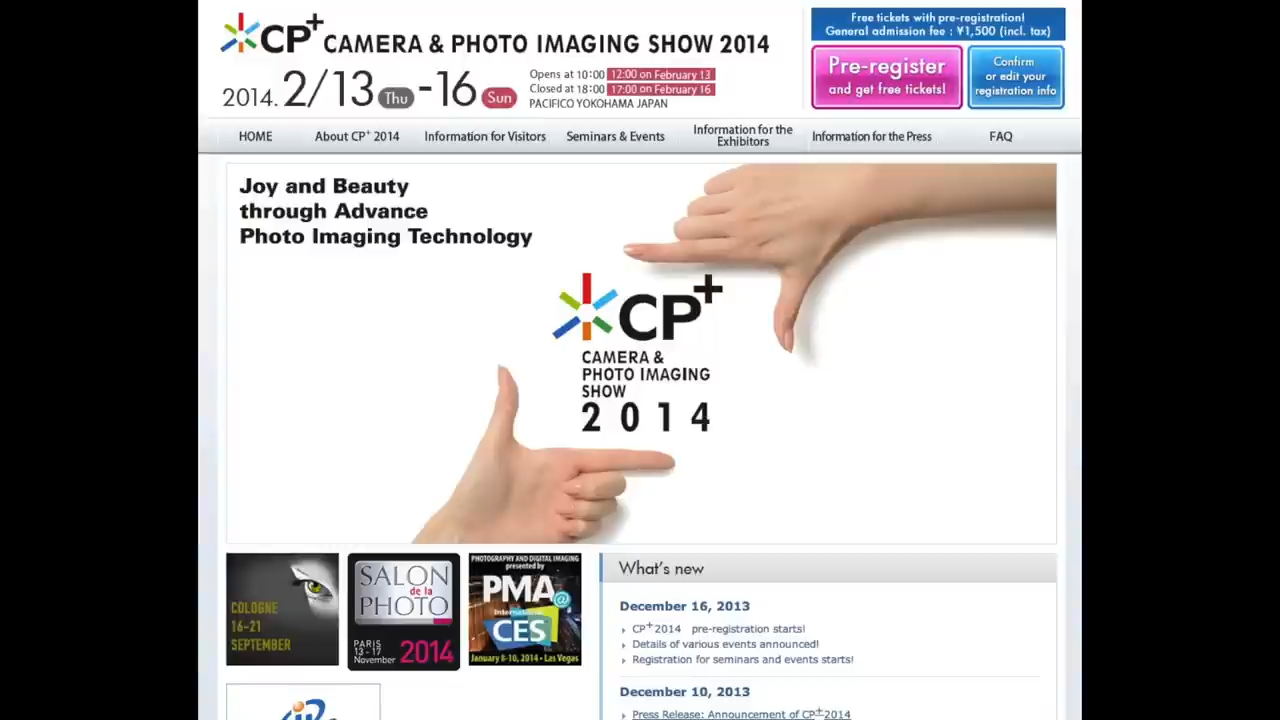 CP+ CAMERA & PHOTO IMAGING SHOW 2014
2014. 2/13 Thu -16 Sun
Opens at 10:00 12:00 on February 13
Closed at 18:00 17:00 on February 16
PACIFICO YOKOHAMA JAPAN
Free tickets with pre-registration!
General admission fee : ¥1,500 (incl. tax)
Pre-register
and get free tickets!
Confirm
or edit your
registration info
HOME
About CP+ 2014
Information for Visitors
Seminars & Events
Information for the
Exhibitors
Information for the Press
FAQ
Joy and Beauty
through Advance
Photo Imaging Technology
CP+
CAMERA &
PHOTO IMAGING
SHOW
2014
COLOGNE
16-21
SEPTEMBER
SALON
de la
PHOTO
PARIS
13-17
November 2014
PHOTOGRAPHY AND DIGITAL IMAGING
presented by
PMA@
International
CES
January 8-10, 2014 • Las Vegas
What's new
December 16, 2013
CP+2014 pre-registration starts!
Details of various events announced!
Registration for seminars and events starts!
December 10, 2013
Press Release: Announcement of CP+2014